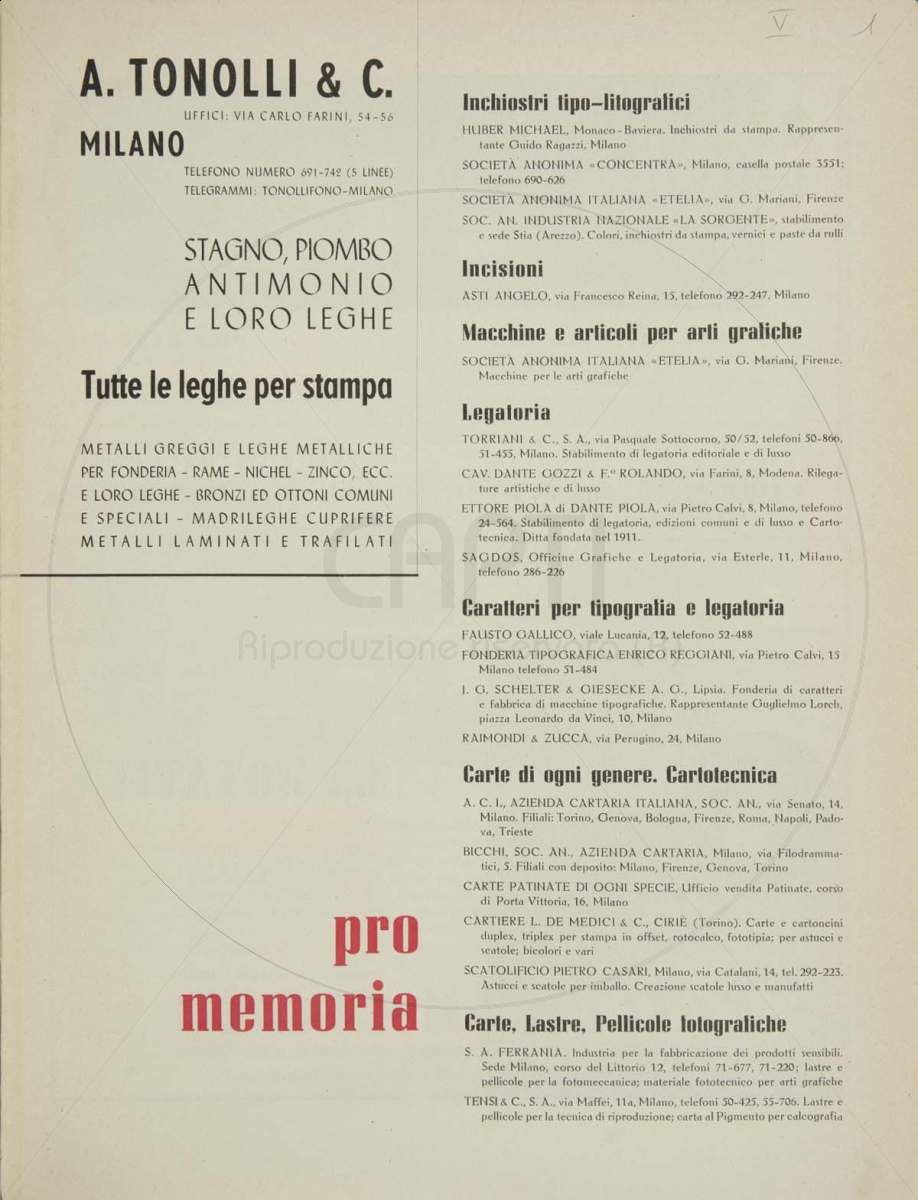 V 1
A. TONOLLI & C.
UFFICI: VIA CARLO FARINI, 54-56
MILANO
TELEFONO NUMERO 691-742 (5 LINEE)
TELEGRAMMI: TONOLLIFONO-MILANO
STAGNO, PIOMBO
ANTIMONIO
E LORO LEGHE
Tutte le leghe per stampa
METALLI GREGGI E LEGHE METALLICHE
PER FONDERIA - RAME - NICHEL - ZINCO, ECC.
E LORO LEGHE - BRONZI ED OTTONI COMUNI
E SPECIALI - MADRILEGHE CUPRIFERE
METALLI LAMINATI E TRAFILATI
pro
memoria
Inchiostri tipo-litografici
HUBER MICHAEL, Monaco-Baviera. Inchiostri da stampa. Rappresen-
tante Guido Ragazzi, Milano
SOCIETÀ ANONIMA «CONCENTRA», Milano, casella postale 3551;
telefono 690-626
SOCIETÀ ANONIMA ITALIANA «ETELIA», via G. Mariani, Firenze
SOC. AN. INDUSTRIA NAZIONALE «LA SORGENTE», stabilimento
e sede Stia (Arezzo). Colori, inchiostri da stampa, vernici e paste da rulli
Incisioni
ASTI ANGELO, via Francesco Reina, 15, telefono 292-247, Milano
Macchine e articoli per arti grafiche
SOCIETÀ ANONIMA ITALIANA «ETELIA», via G. Mariani, Firenze.
Macchine per le arti grafiche
Legatoria
TORRIANI & C., S. A., via Pasquale Sottocorno, 50/52, telefoni 50-866,
51-455, Milano. Stabilimento di legatoria editoriale e di lusso
CAV. DANTE GOZZI & F.º ROLANDO, via Farini, 8, Modena. Rilega-
ture artistiche e di lusso
ETTORE PIOLA di DANTE PIOLA, via Pietro Calvi, 8, Milano, telefono
24-564. Stabilimento di legatoria, edizioni comuni e di lusso e Carto-
tecnica. Ditta fondata nel 1911.
SAGDOS, Officine Grafiche e Legatoria, via Esterle, 11, Milano,
telefono 286-226
Caratteri per tipografia e legatoria
FAUSTO GALLICO, viale Lucania, 12, telefono 52-488
FONDERIA TIPOGRAFICA ENRICO REGGIANI, via Pietro Calvi, 15
Milano telefono 51-484
J. G. SCHELTER & GIESECKE A. G., Lipsia. Fonderia di caratteri
e fabbrica di macchine tipografiche. Rappresentante Guglielmo Lorch,
piazza Leonardo da Vinci, 10, Milano
RAIMONDI & ZUCCA, via Perugino, 24, Milano
Carte di ogni genere. Cartotecnica
A. C. I., AZIENDA CARTARIA ITALIANA, SOC. AN., via Senato, 14,
Milano. Filiali: Torino, Genova, Bologna, Firenze, Roma, Napoli, Pado-
va, Trieste
BICCHI, SOC. AN., AZIENDA CARTARIA, Milano, via Filodramma-
tici, 5. Filiali con deposito: Milano, Firenze, Genova, Torino
CARTE PATINATE DI OGNI SPECIE, Ufficio vendita Patinate, corso
di Porta Vittoria, 16, Milano
CARTIERE L. DE MEDICI & C., CIRIÈ (Torino). Carte e cartoncini
duplex, triplex per stampa in offset, rotocalco, fototipia; per astucci e
scatole; bicolori e vari
SCATOLIFICIO PIETRO CASARI, Milano, via Catalani, 14, tel. 292-223.
Astucci e scatole per imballo. Creazione scatole lusso e manufatti
Carte, Lastre, Pellicole fotografiche
S. A. FERRANIA. Industria per la fabbricazione dei prodotti sensibili.
Sede Milano, corso del Littorio 12, telefoni 71-677, 71-220; lastre e
pellicole per la fotomeccanica; materiale fototecnico per arti grafiche
TENSI & C., S. A., via Maffei, 11a, Milano, telefoni 50-425, 55-706. Lastre e
pellicole per la tecnica di riproduzione; carta al Pigmento per calcografia
Riproduzione